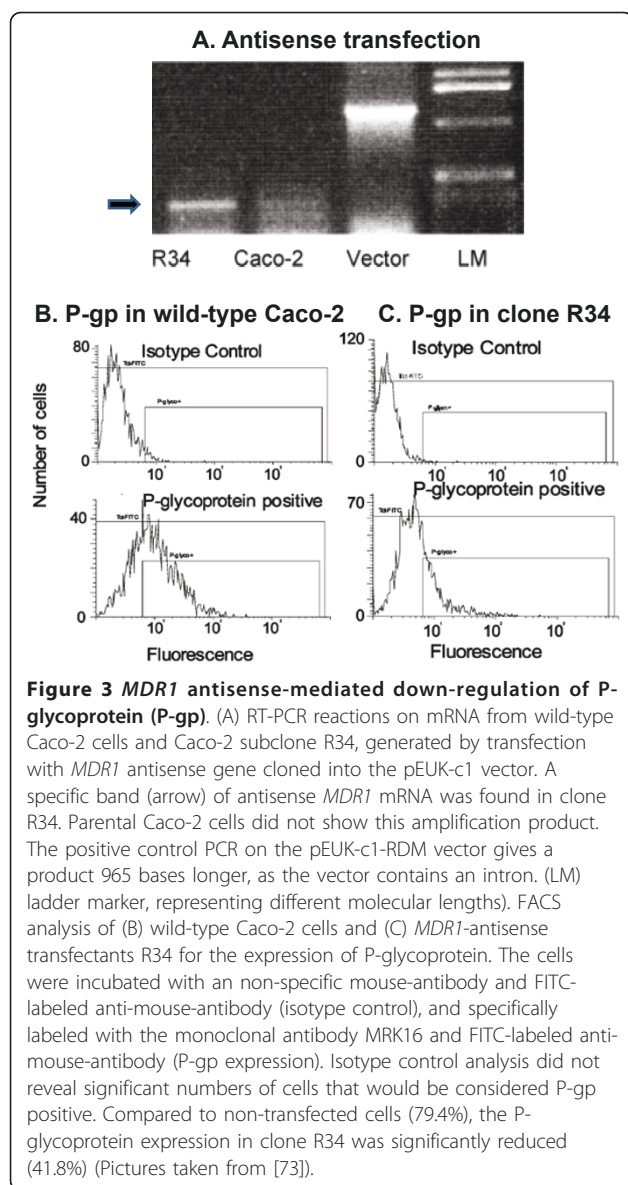 A. Antisense transfection
R34 Caco-2 Vector LM
B. P-gp in wild-type Caco-2 C. P-gp in clone R34
80
Isotype Control
P-glyco+
0
10¹ 10² 10³
Number of cells
P-glycoprotein positive
40
P-glyco+
0
Fluorescence
120
Isotype Control
P-glyco+
0
P-glycoprotein positive
70
P-glyco+
0
Fluorescence
Figure 3 MDR1 antisense-mediated down-regulation of P-
glycoprotein (P-gp). (A) RT-PCR reactions on mRNA from wild-type
Caco-2 cells and Caco-2 subclone R34, generated by transfection
with MDR1 antisense gene cloned into the pEUK-c1 vector. A
specific band (arrow) of antisense MDR1 mRNA was found in clone
R34. Parental Caco-2 cells did not show this amplification product.
The positive control PCR on the pEUK-c1-RDM vector gives a
product 965 bases longer, as the vector contains an intron. (LM)
ladder marker, representing different molecular lengths). FACS
analysis of (B) wild-type Caco-2 cells and (C) MDR1-antisense
transfectants R34 for the expression of P-glycoprotein. The cells
were incubated with an non-specific mouse-antibody and FITC-
labeled anti-mouse-antibody (isotype control), and specifically
labeled with the monoclonal antibody MRK16 and FITC-labeled anti-
mouse-antibody (P-gp expression). Isotype control analysis did not
reveal significant numbers of cells that would be considered P-gp
positive. Compared to non-transfected cells (79.4%), the P-
glycoprotein expression in clone R34 was significantly reduced
(41.8%) (Pictures taken from [73]).